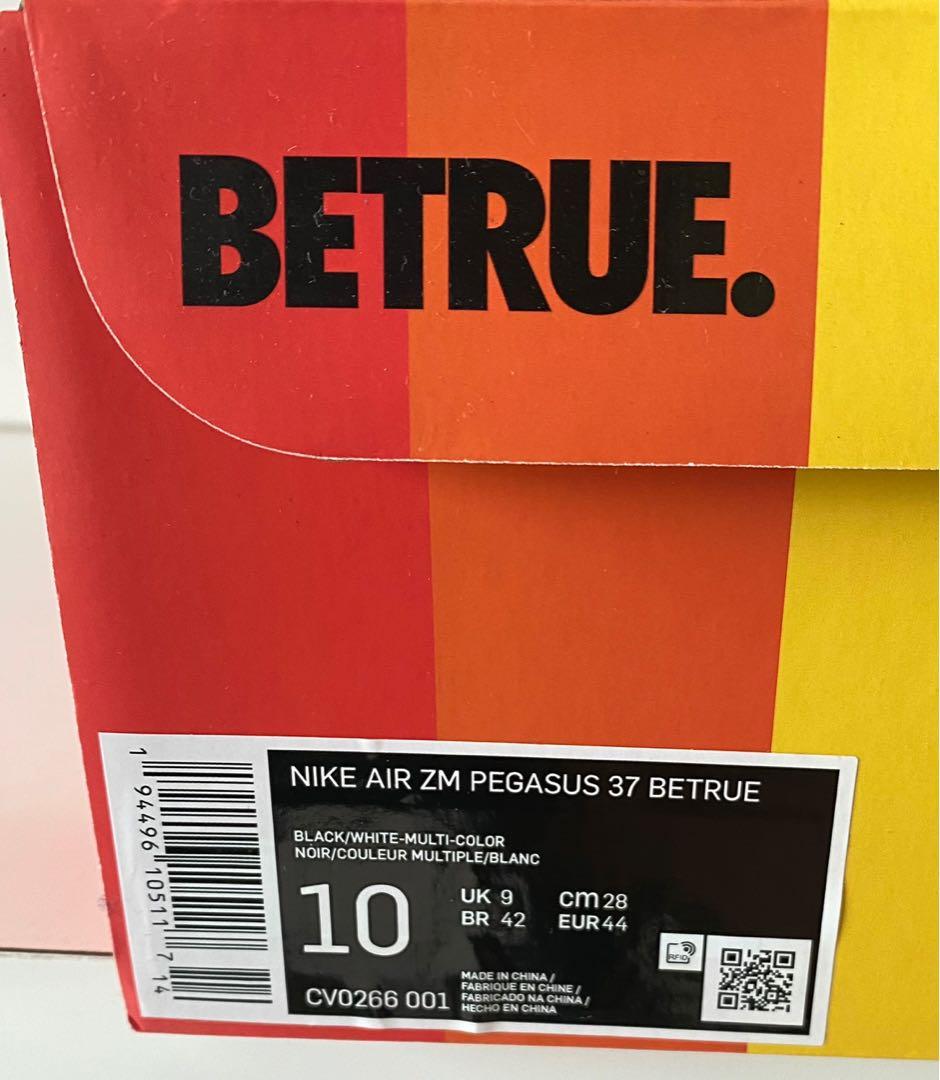 BETRUE.
NIKE AIR ZM PEGASUS 37 BETRUE
BLACK/WHITE-MULTI-COLOR
NOIR/COULEUR MULTIPLE/BLANC
10
UK 9 cm 28
BR 42 EUR 44
RFID
CV0266 001
MADE IN CHINA /
FABRIQUE EN CHINE /
FABRICADO NA CHINA /
HECHO EN CHINA
1 94496 10511 7 14